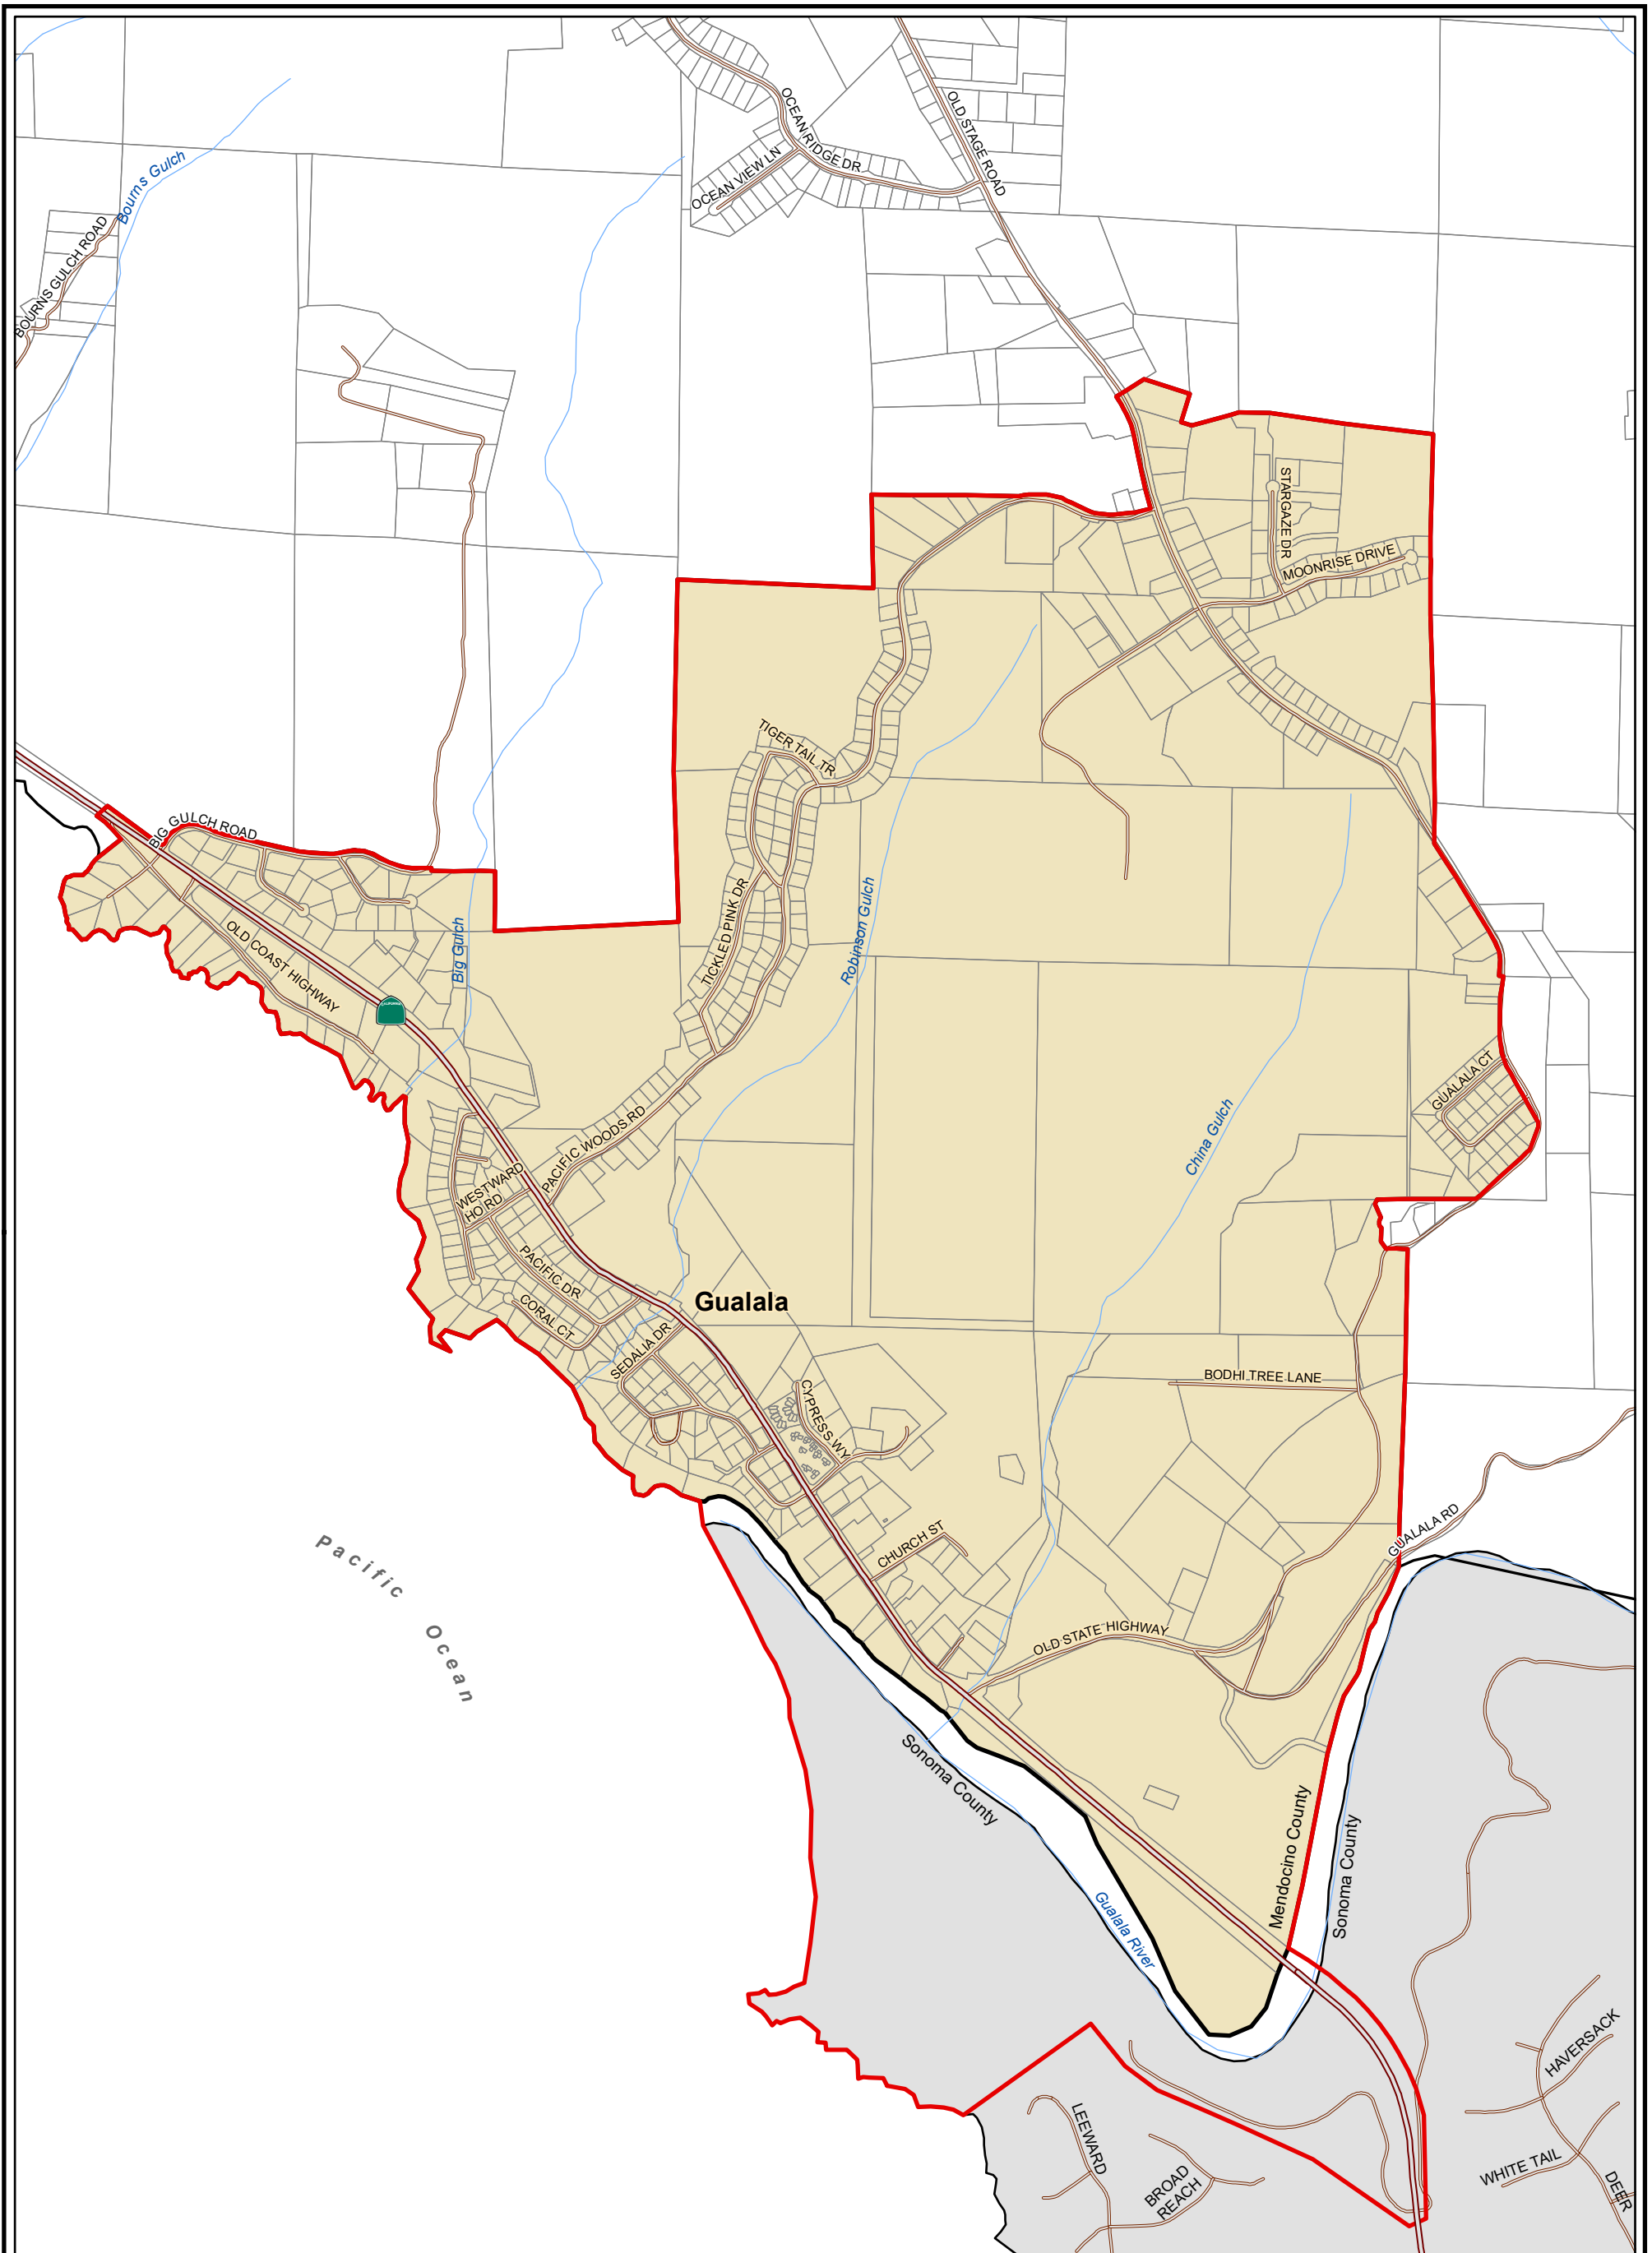 OCEAN RIDGE DR
OLD STAGE ROAD
OCEAN VIEW LN
Bourns Gulch
BOURNS GULCH ROAD
STARGAZE DR
MOONRISE DRIVE
TIGER TAIL TR
BIG GULCH ROAD
TICKLED PINK DR
Robinson Gulch
Big Gulch
OLD COAST HIGHWAY
CALIFORNIA
GUALALA CT
China Gulch
PACIFIC WOODS RD
WESTWARD
HO RD
PACIFIC DR
CORAL CT
Gualala
SEDALIA DR
BODHI TREE LANE
CYPRESS WY
GUALALA RD
CHURCH ST
Pacific
Ocean
OLD STATE HIGHWAY
Sonoma County
Mendocino County
Sonoma County
Gualala River
HAVERSACK
LEEWARD
BROAD
REACH
WHITE TAIL
DEER